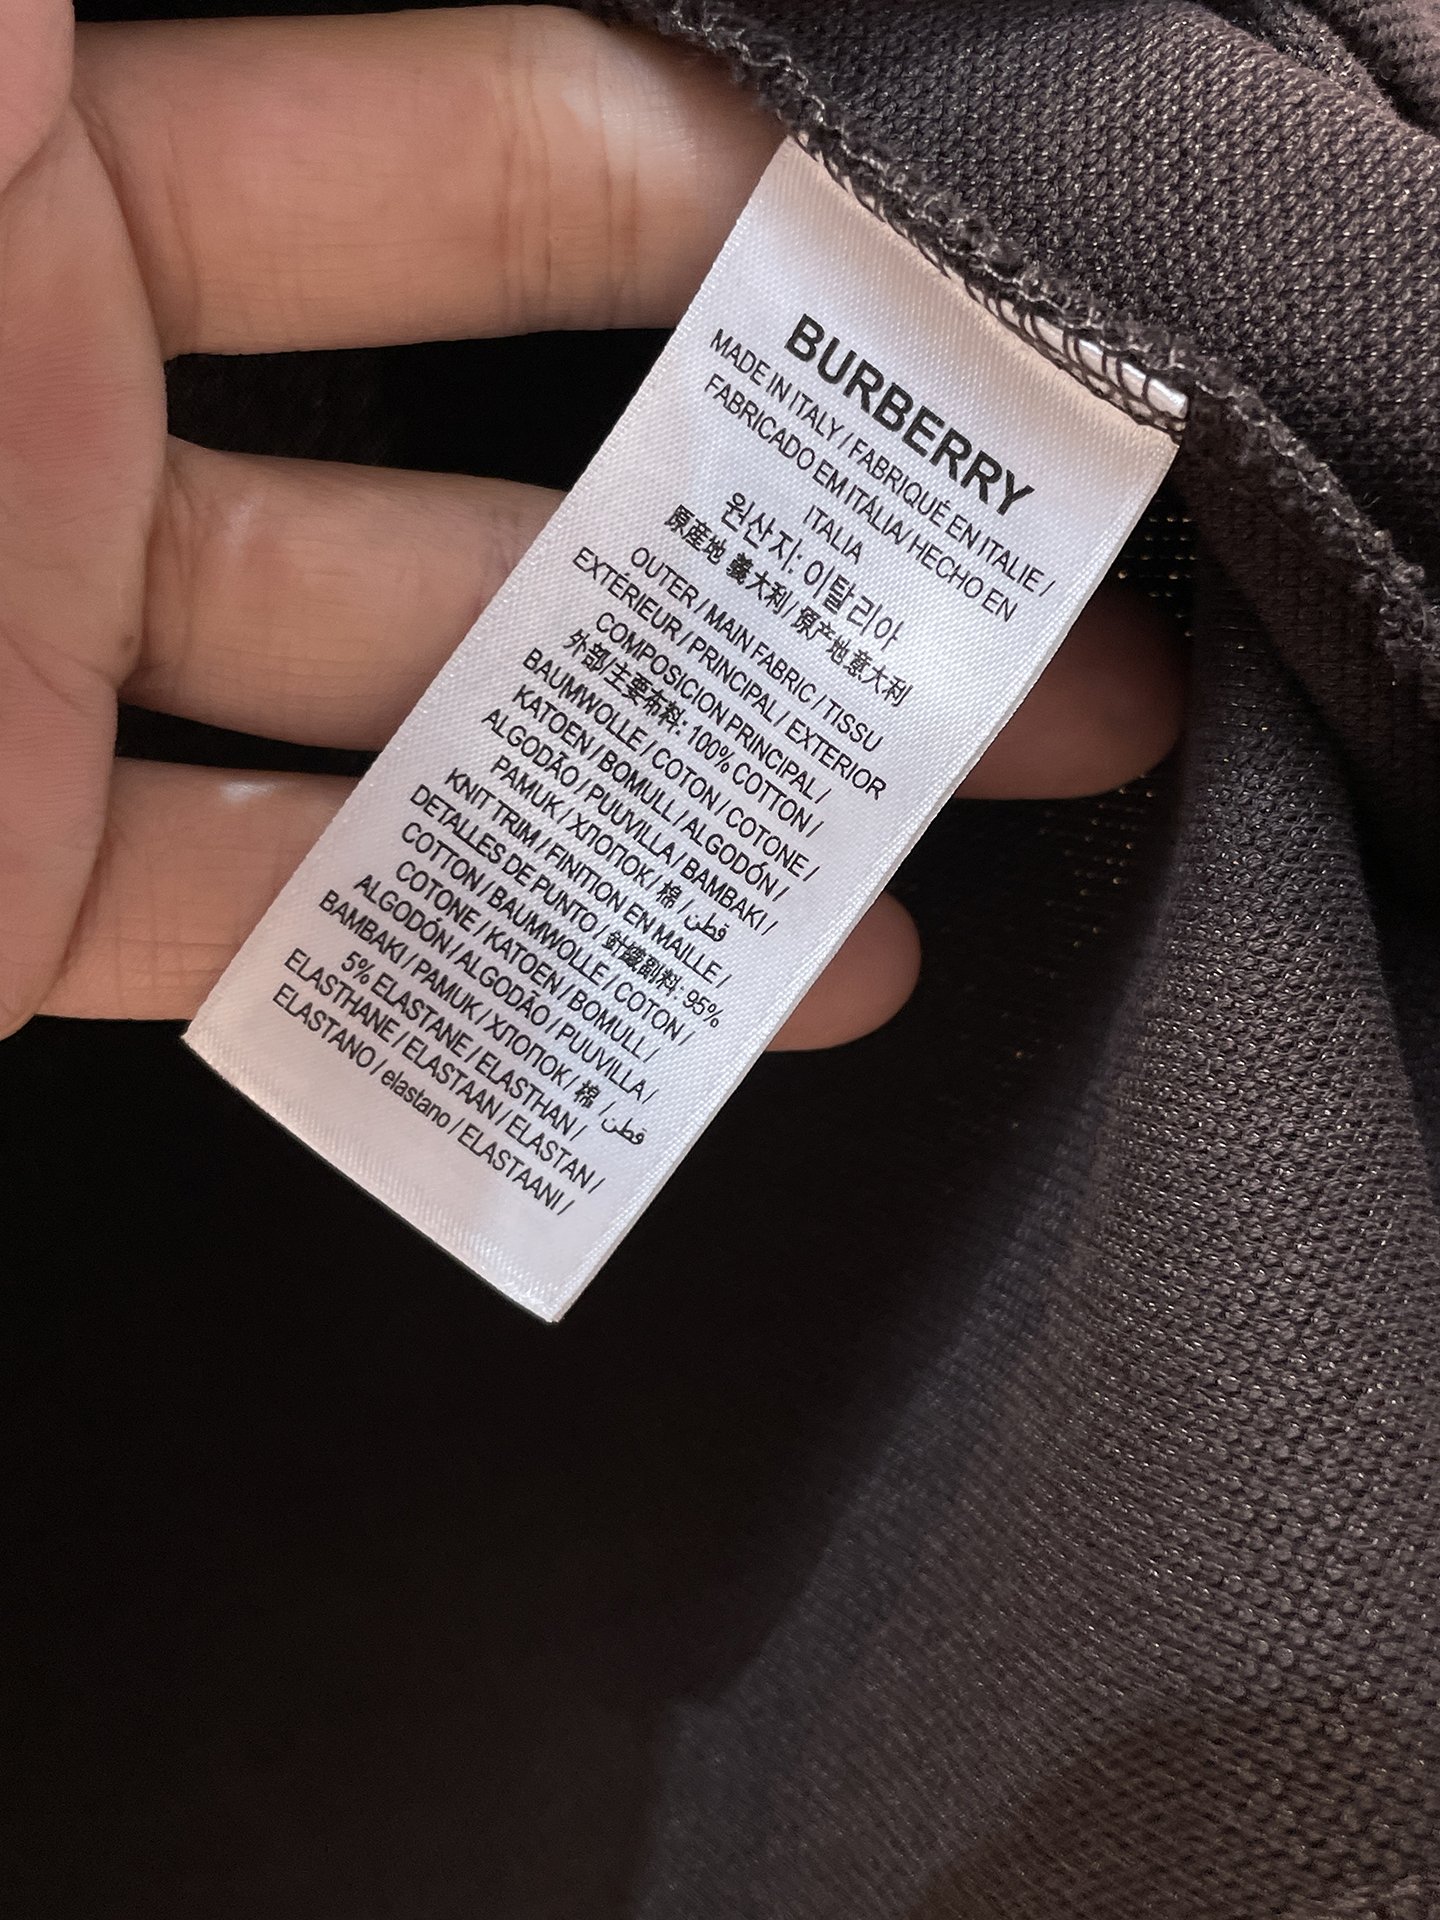 BURBERRY
MADE IN ITALY / FABRIQUÉ EN ITALIE /
FABRICADO EM ITÁLIA/ HECHO EN
ITALIA
원산지: 이탈리아
原産地 義大利 / 原产地 意大利
OUTER / MAIN FABRIC / TISSU
EXTÉRIEUR / PRINCIPAL / EXTERIOR
COMPOSICION PRINCIPAL /
外部/主要布料: 100% COTTON /
BAUMWOLLE / COTON / COTONE /
KATOEN / BOMULL / ALGODÓN /
ALGODÃO / PUUVILLA / BAMBAKI /
PAMUK / ХПОПОК / 棉 / قطن
KNIT TRIM / FINITION EN MAILLE /
DETALLES DE PUNTO / 針織副料: 95%
COTTON / BAUMWOLLE / COTON /
COTONE / KATOEN / BOMULL /
ALGODÓN / ALGODÃO / PUUVILLA /
BAMBAKI / PAMUK / ХПОПОК / 棉 / قطن
5% ELASTANE / ELASTHAN /
ELASTHANE / ELASTAAN / ELASTAN /
ELASTANO / elastano / ELASTAANI /